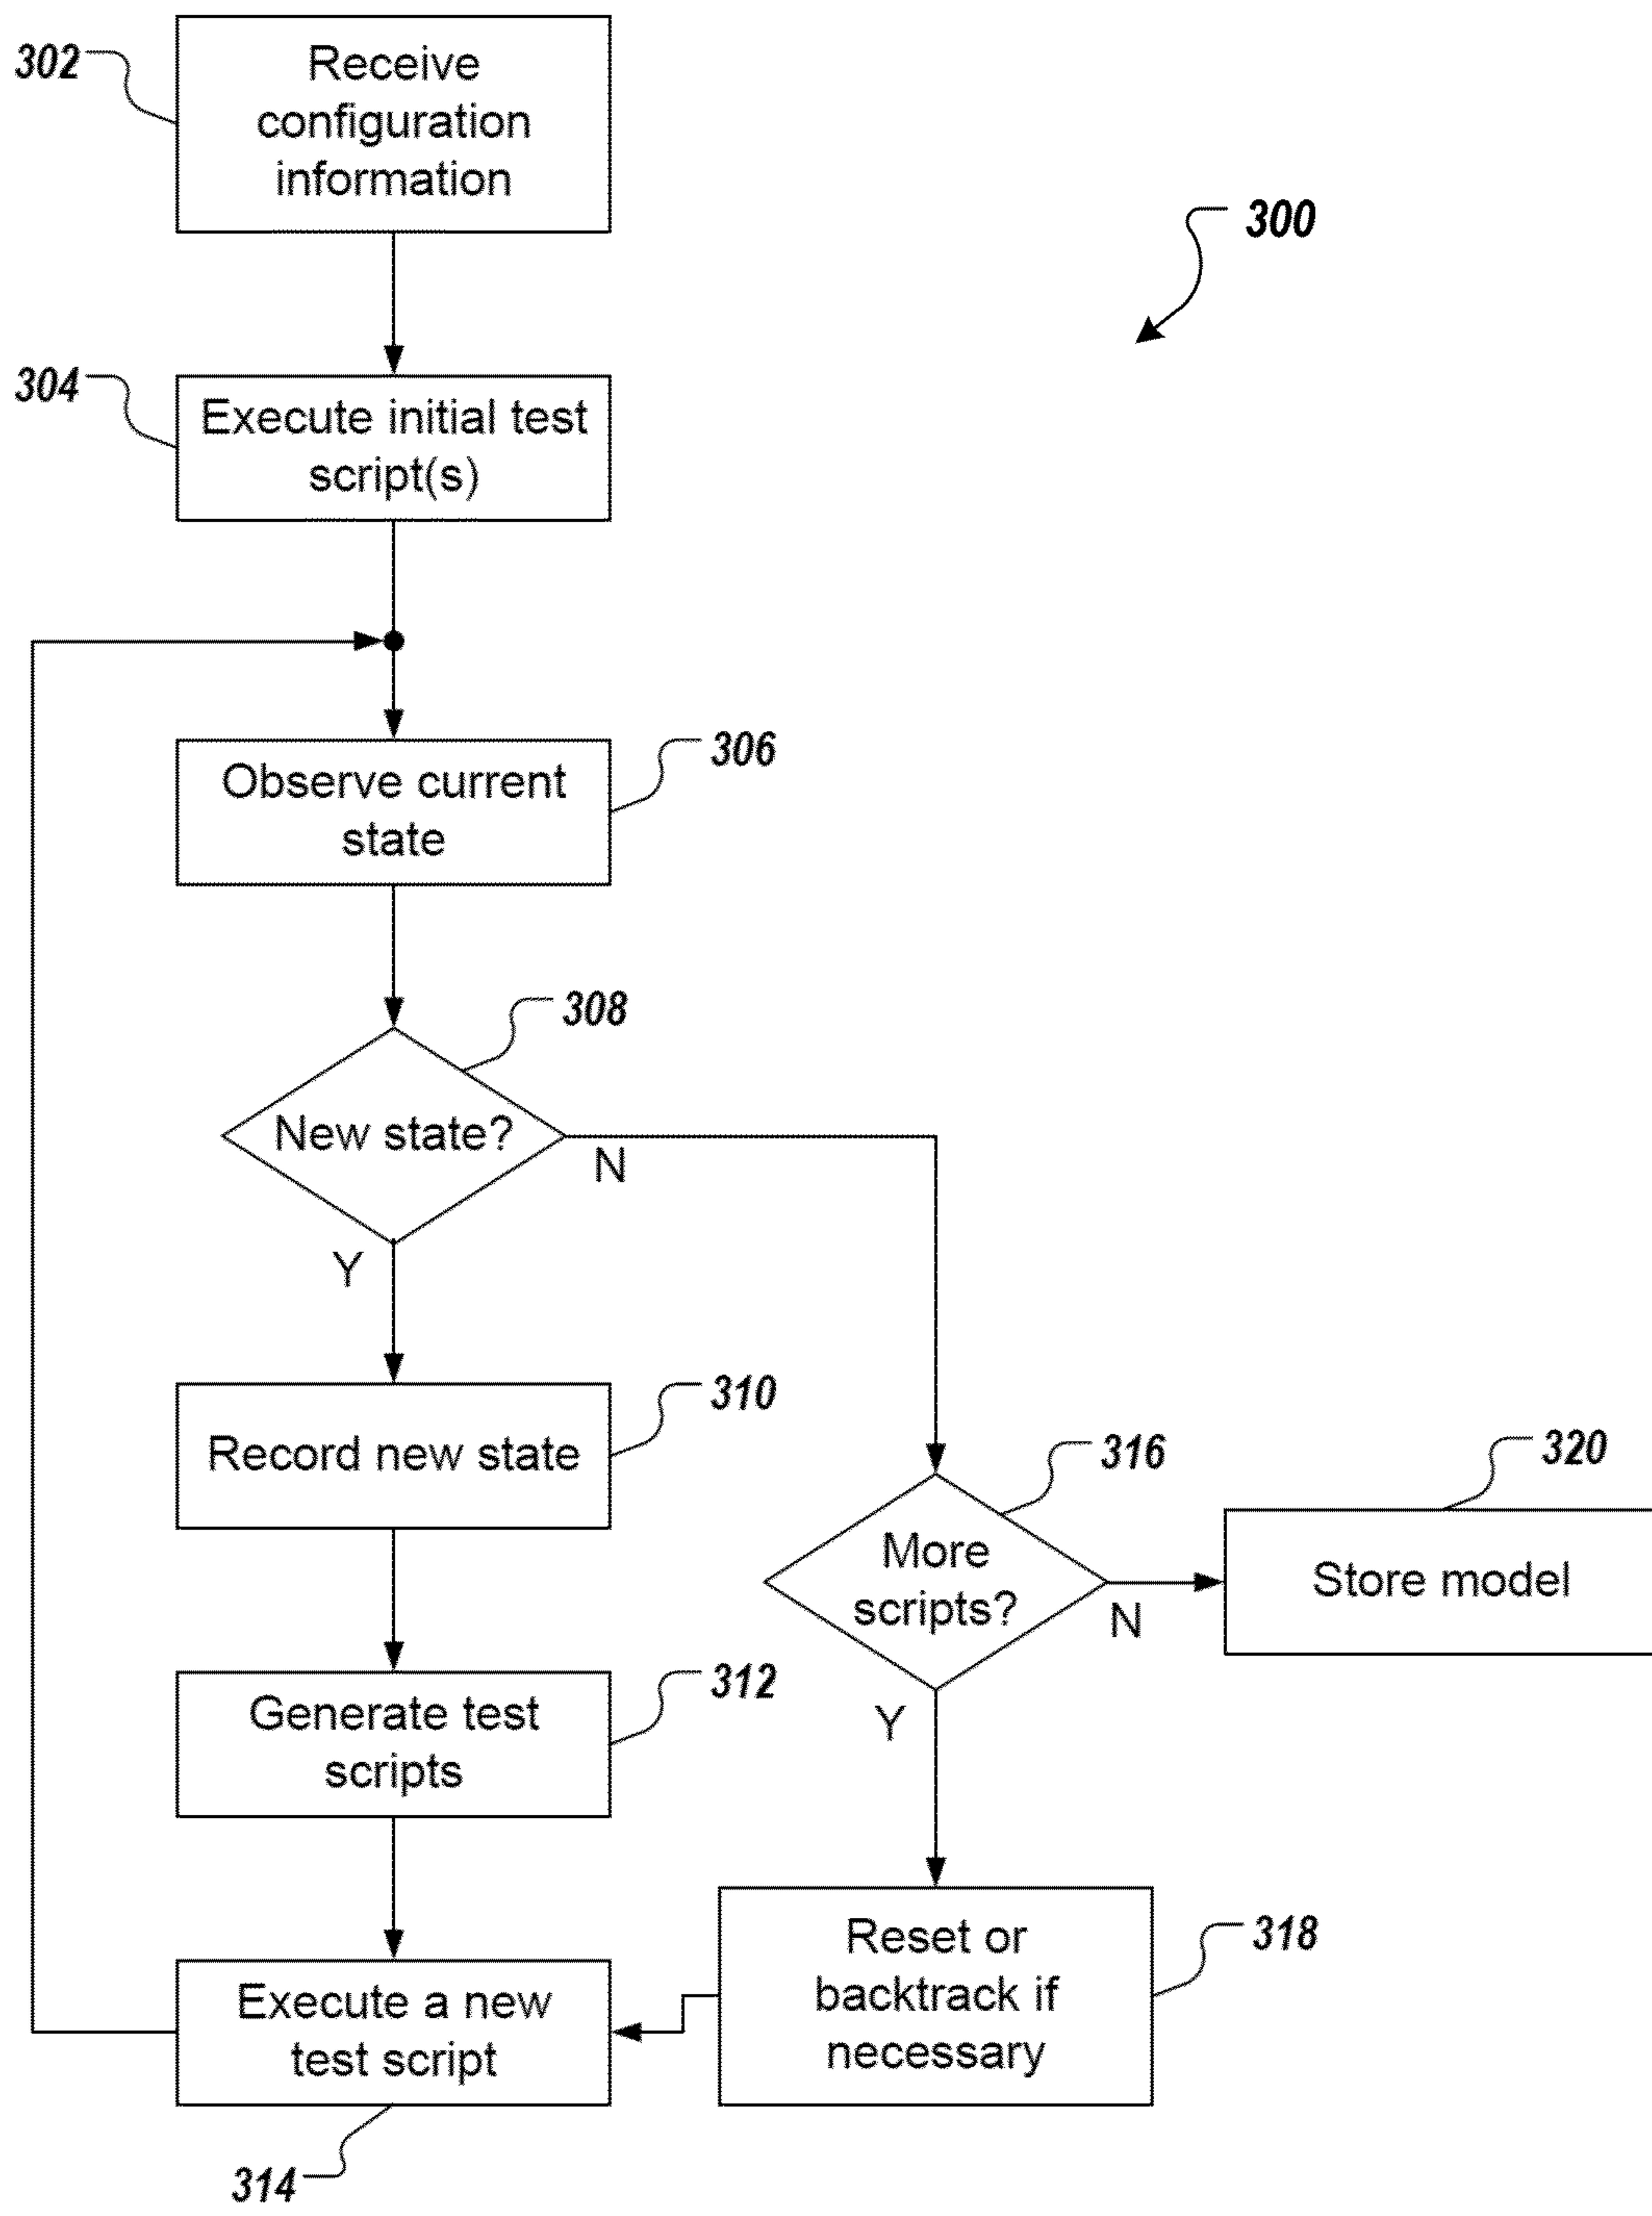 302
Receive
configuration
information
300
304
Execute initial test
script(s)
306
Observe current
state
308
New state?
N
Y
310
Record new state
316
More
scripts?
N
Y
320
Store model
312
Generate test
scripts
318
Reset or
backtrack if
necessary
Execute a new
test script
314